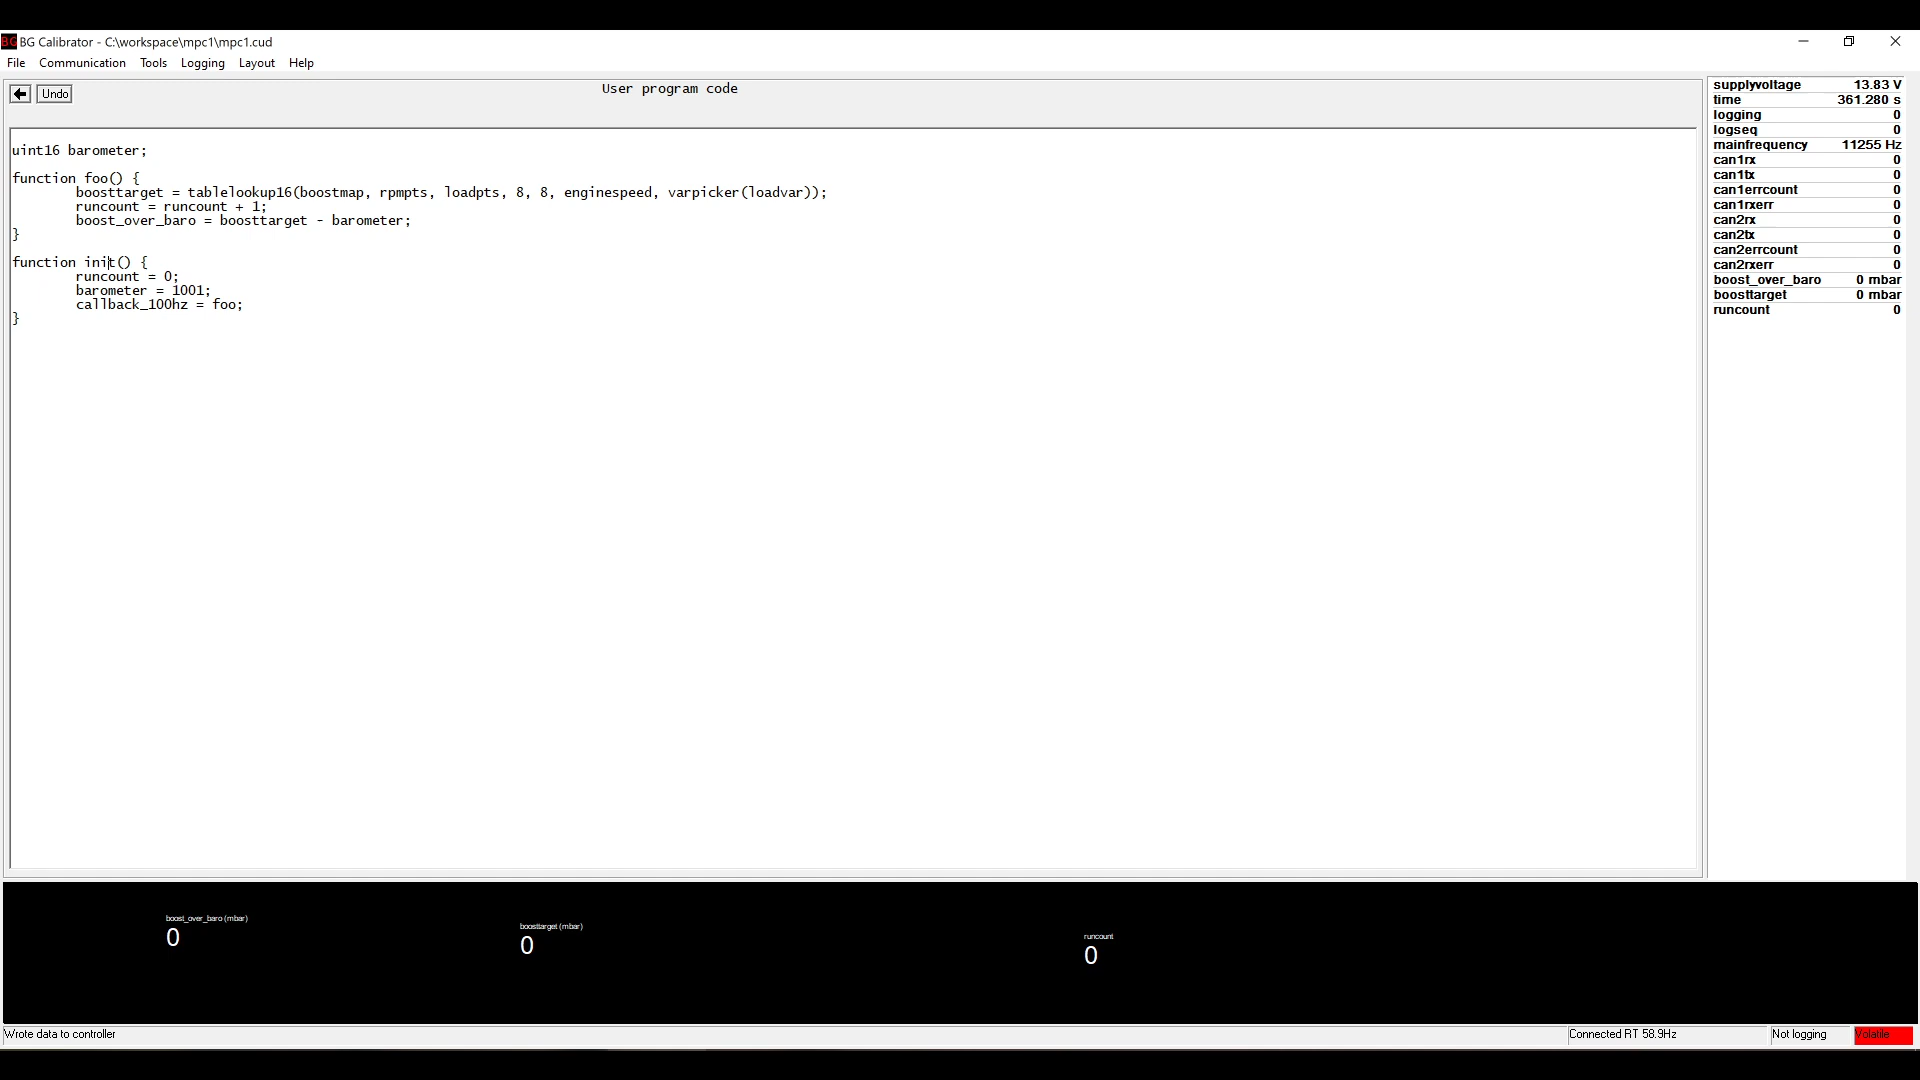 BG BG Calibrator - C:\workspace\mpc1\mpc1.cud
File Communication Tools Logging Layout Help
Undo
User program code
uint16 barometer;
function foo() {
boosttarget = tablelookup16(boostmap, rpmpts, loadpts, 8, 8, enginespeed, varpicker(loadvar));
runcount = runcount + 1;
boost_over_baro = boosttarget - barometer;
}
function init() {
runcount = 0;
barometer = 1001;
callback_100hz = foo;
}
supplyvoltage 13.83 V
time 361.280 s
logging 0
logseq 0
mainfrequency 11255 Hz
can1rx 0
can1tx 0
can1errcount 0
can1rxerr 0
can2rx 0
can2tx 0
can2errcount 0
can2rxerr 0
boost_over_baro 0 mbar
boosttarget 0 mbar
runcount 0
boost_over_baro (mbar)
0
boosttarget (mbar)
0
runcount
0
Wrote data to controller
Connected RT 58.9Hz
Not logging
Volatile